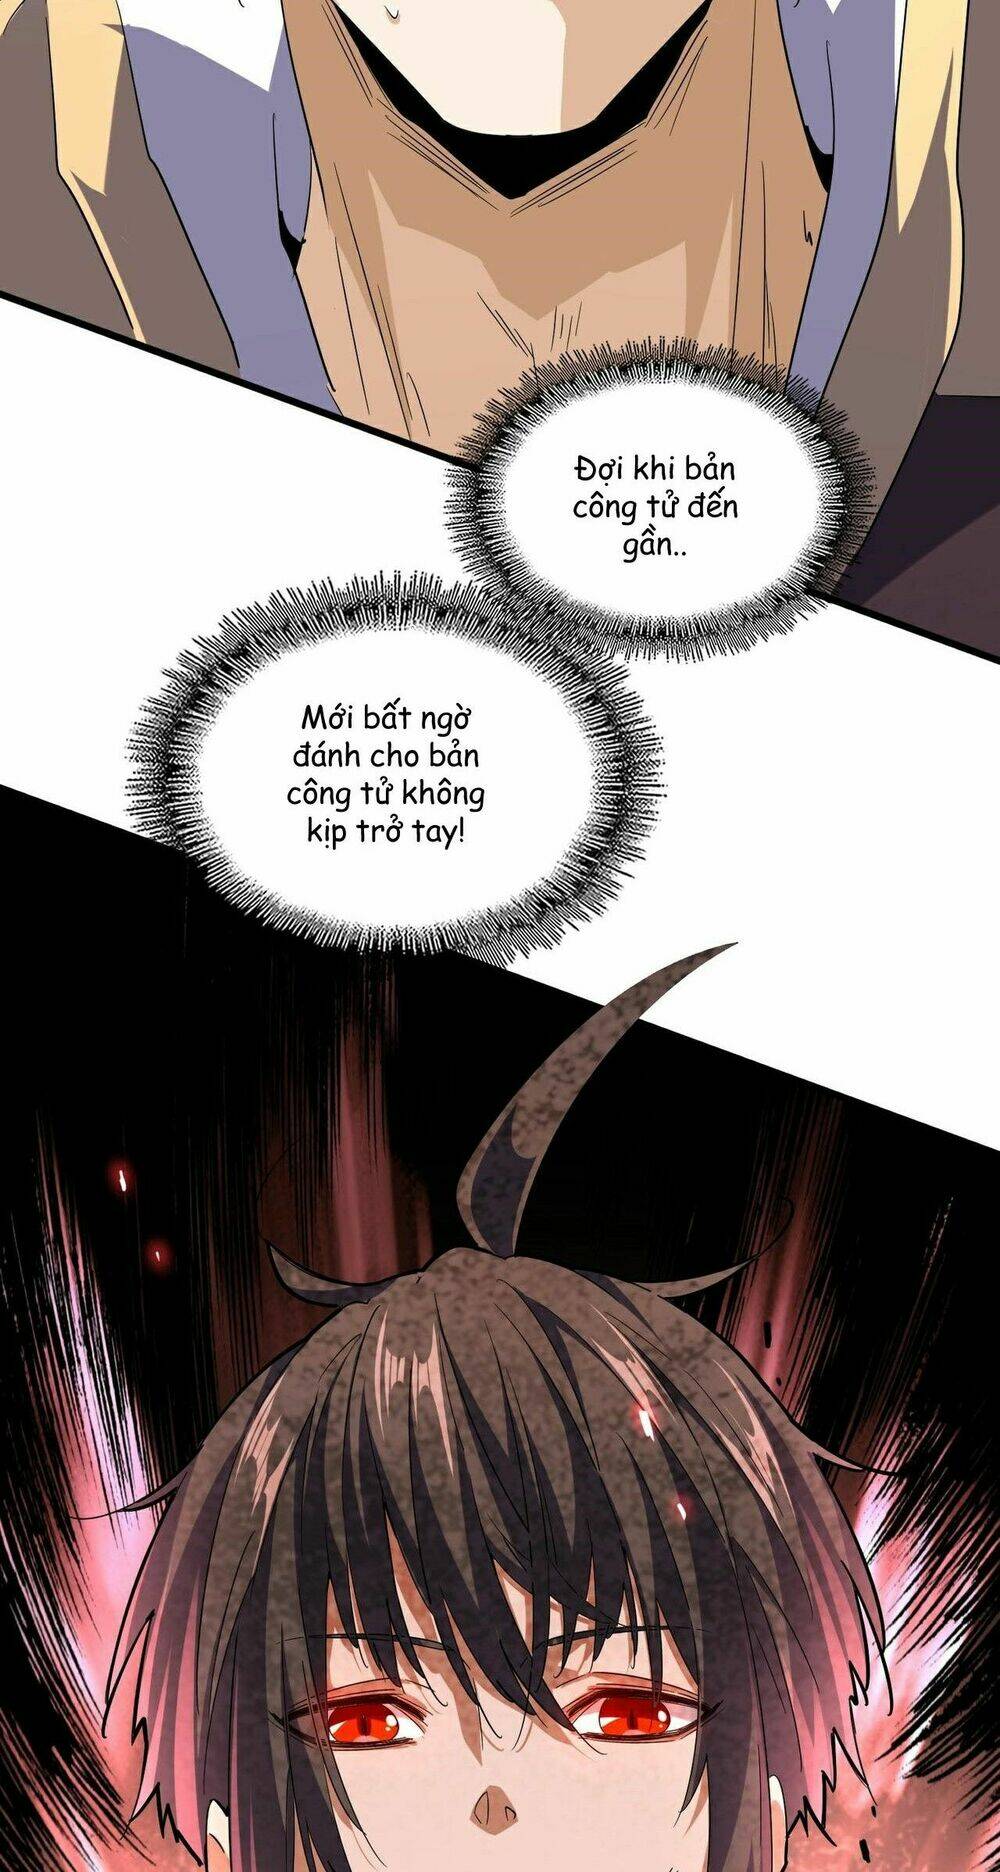 Đợi khi bản
công tử đến
gần..
Mới bất ngờ
đánh cho bản
công tử không
kịp trở tay!